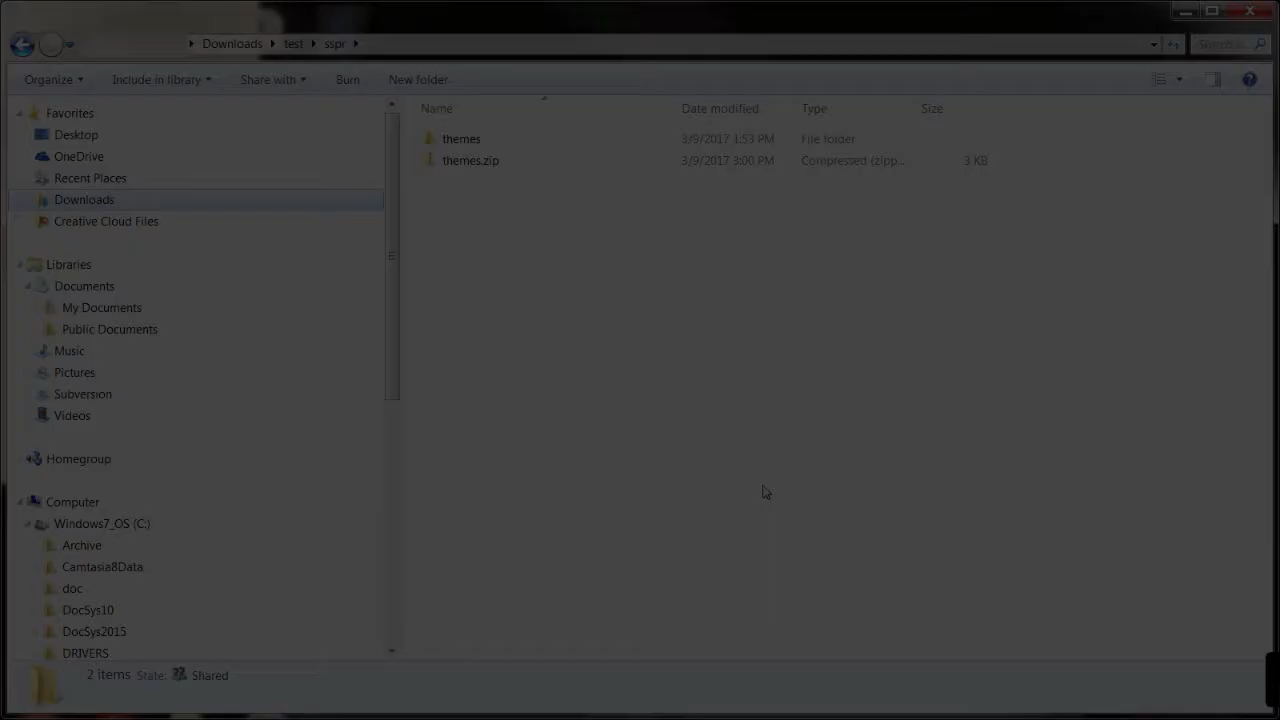 Downloads test sspr Search s...
Organize Include in library Share with Burn New folder
Name Date modified Type Size
Favorites
Desktop
OneDrive
Recent Places
Downloads
Creative Cloud Files
Libraries
Documents
My Documents
Public Documents
Music
Pictures
Subversion
Videos
Homegroup
Computer
Windows7_OS (C:)
Archive
Camtasia8Data
doc
DocSys10
DocSys2015
DRIVERS
themes 3/9/2017 1:53 PM File folder
themes.zip 3/9/2017 3:00 PM Compressed (zipp... 3 KB
2 items State: Shared